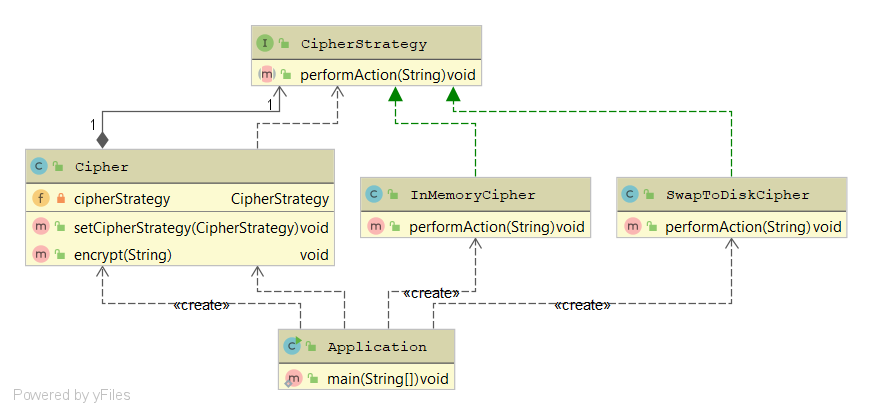 I CipherStrategy
m performAction(String) void
1
1
C Cipher
f cipherStrategy CipherStrategy
m setCipherStrategy(CipherStrategy) void
m encrypt(String) void
C InMemoryCipher
m performAction(String) void
C SwapToDiskCipher
m performAction(String) void
«create»
«create»
«create»
C Application
m main(String[]) void
Powered by yFiles